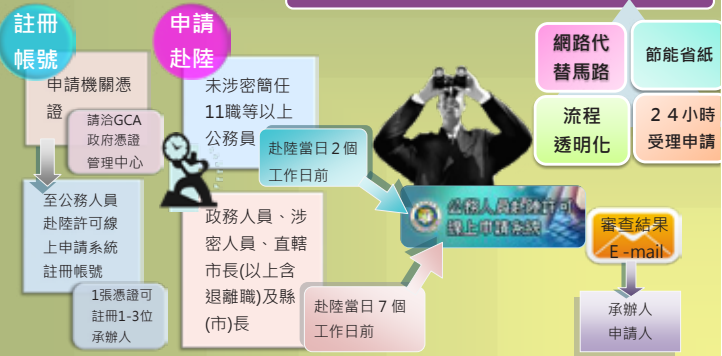 註冊
帳號
申請機關憑
證
請洽GCA
政府憑證
管理中心
至公務人員
赴陸許可線
上申請系統
註冊帳號
1張憑證可
註冊1-3位
承辦人
申請
赴陸
未涉密簡任
11職等以上
公務員
赴陸當日2個
工作日前
政務人員、涉
密人員、直轄
市長(以上含
退離職)及縣
(市)長
赴陸當日7個
工作日前
公務人員赴陸許可
線上申請系統
網路代
替馬路
節能省紙
流程
透明化
24小時
受理申請
審查結果
E-mail
承辦人
申請人